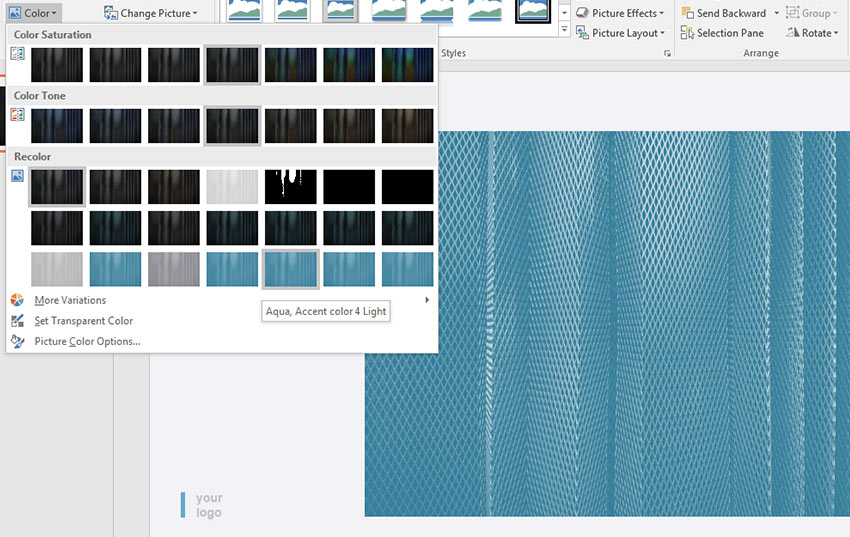 Color
Change Picture
Picture Effects
Send Backward
Group
Picture Layout
Selection Pane
Rotate
Styles
Arrange
Color Saturation
Color Tone
Recolor
More Variations
Aqua, Accent color 4 Light
Set Transparent Color
Picture Color Options...
your
logo